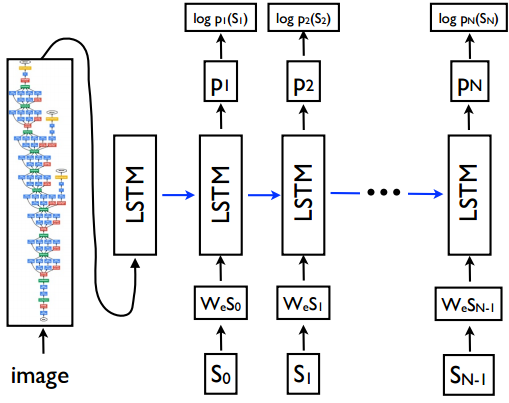 log p₁(S₁) log p₂(S₂) log pN(SN)
p₁ p₂ pN
LSTM LSTM LSTM LSTM
WeS₀ WeS₁ WeSN-1
image S₀ S₁ SN-1